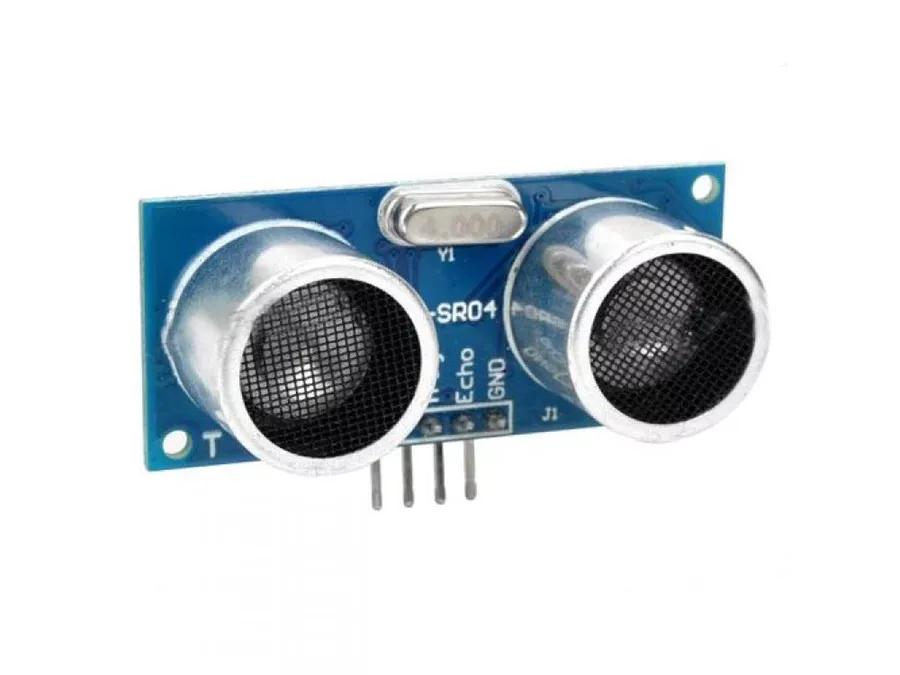 4.000
Y1
-SR04
Echo
GND
J1
T